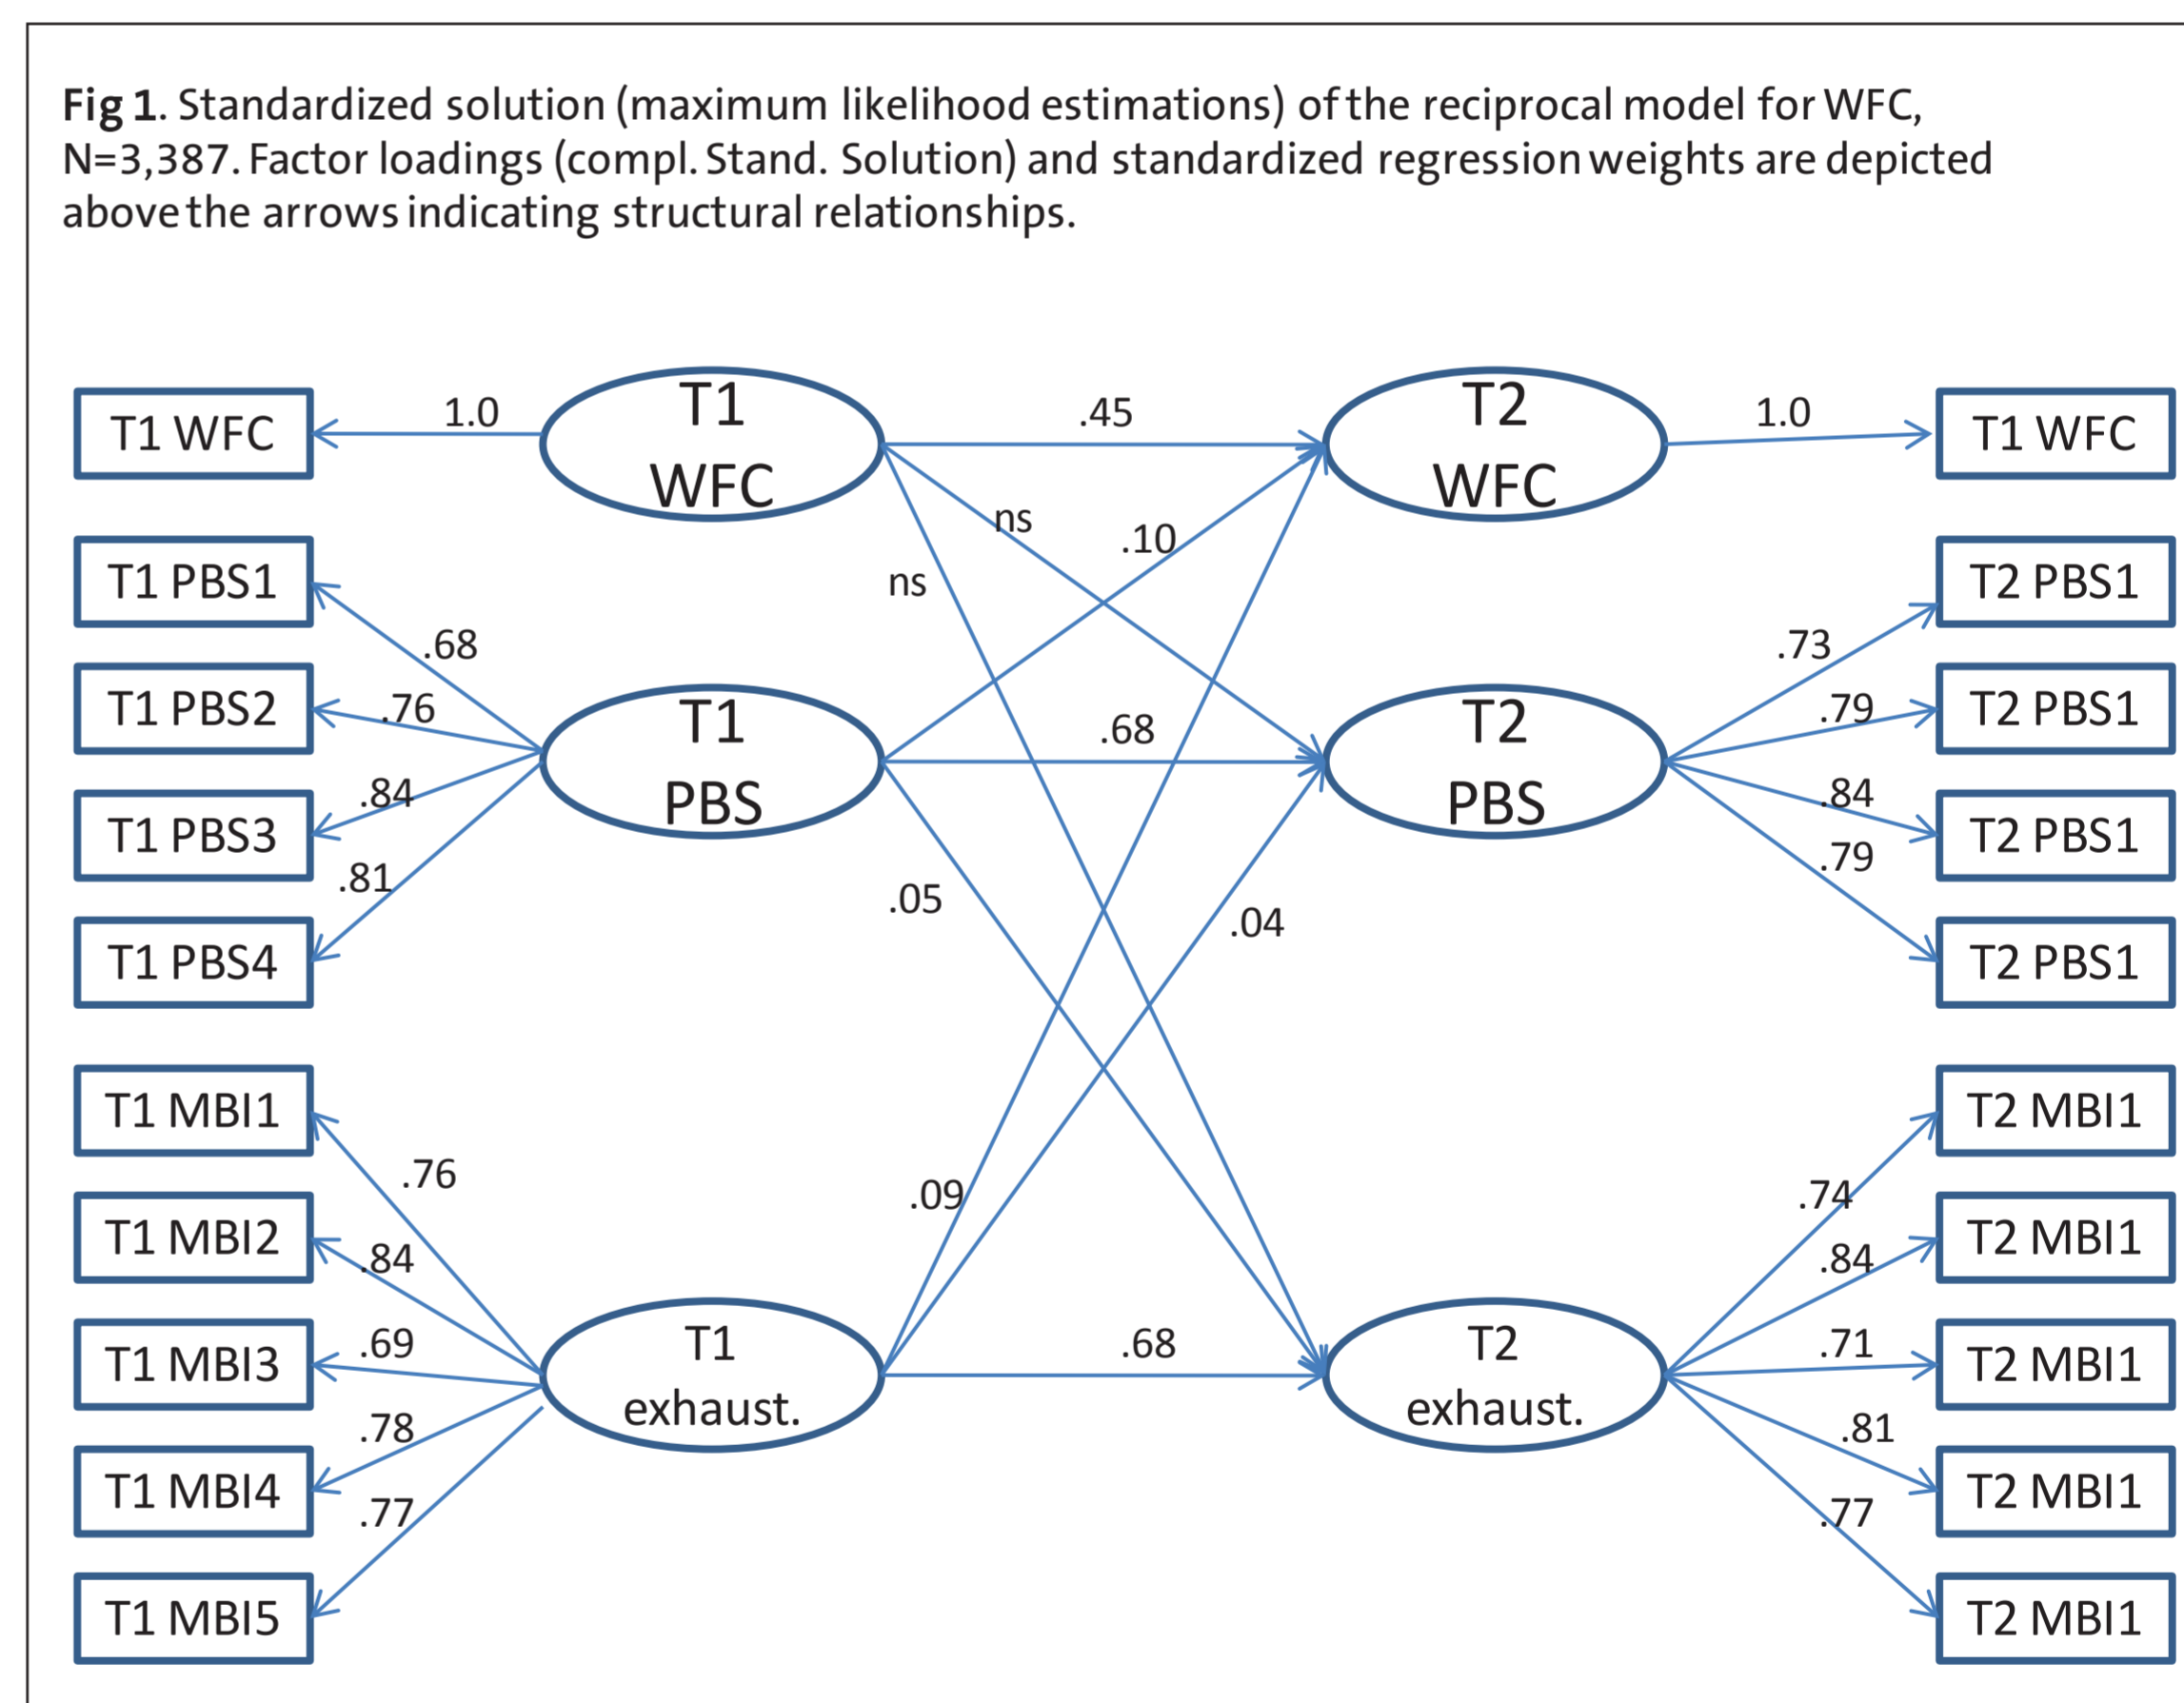 Fig 1. Standardized solution (maximum likelihood estimations) of the reciprocal model for WFC,
N=3,387. Factor loadings (compl. Stand. Solution) and standardized regression weights are depicted
above the arrows indicating structural relationships.
T1 WFC
1.0
T1
WFC
.45
T2
WFC
1.0
T1 WFC
ns
.10
ns
T1 PBS1
T1 PBS2
T1 PBS3
T1 PBS4
.68
.76
.84
.81
T1
PBS
.68
T2
PBS
.73
.79
.84
.79
T2 PBS1
T2 PBS1
T2 PBS1
T2 PBS1
.05
.04
.09
T1 MBI1
T1 MBI2
T1 MBI3
T1 MBI4
T1 MBI5
.76
.84
.69
.78
.77
T1
exhaust.
.68
T2
exhaust.
.74
.84
.71
.81
.77
T2 MBI1
T2 MBI1
T2 MBI1
T2 MBI1
T2 MBI1